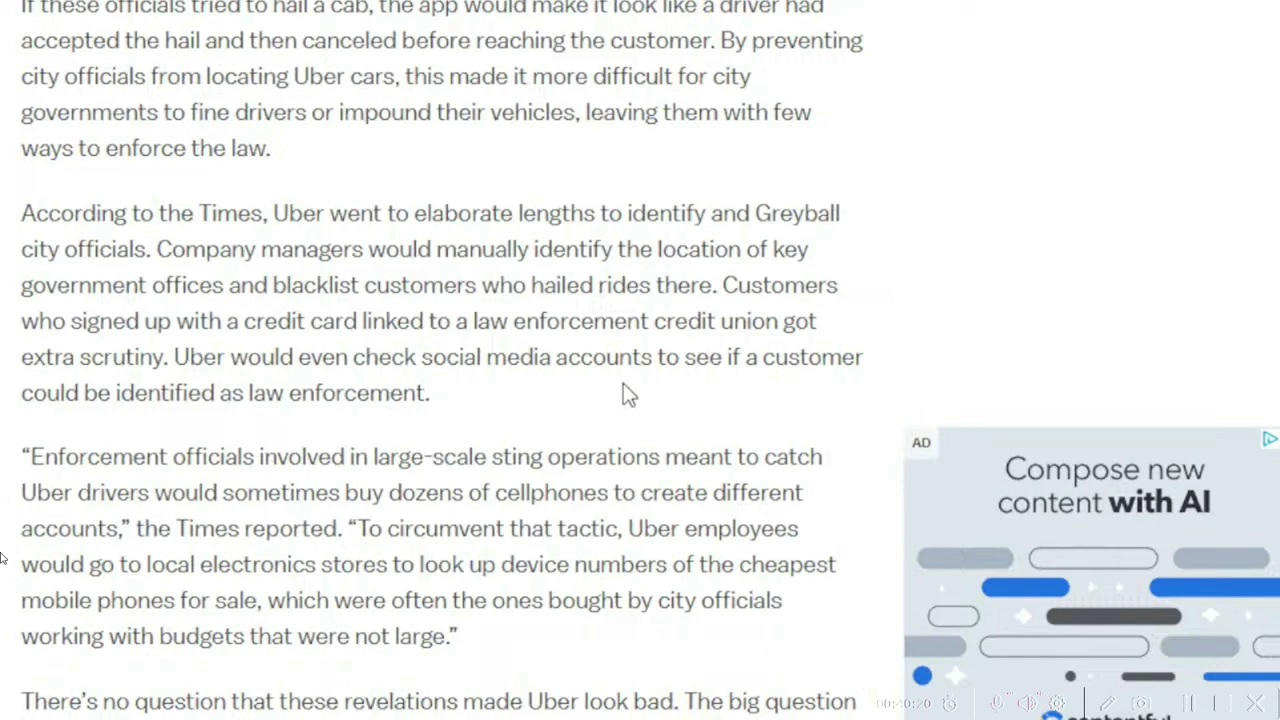 If these officials tried to hail a cab, the app would make it look like a driver had
accepted the hail and then canceled before reaching the customer. By preventing
city officials from locating Uber cars, this made it more difficult for city
governments to fine drivers or impound their vehicles, leaving them with few
ways to enforce the law.
According to the Times, Uber went to elaborate lengths to identify and Greyball
city officials. Company managers would manually identify the location of key
government offices and blacklist customers who hailed rides there. Customers
who signed up with a credit card linked to a law enforcement credit union got
extra scrutiny. Uber would even check social media accounts to see if a customer
could be identified as law enforcement.
“Enforcement officials involved in large-scale sting operations meant to catch
Uber drivers would sometimes buy dozens of cellphones to create different
accounts,” the Times reported. “To circumvent that tactic, Uber employees
would go to local electronics stores to look up device numbers of the cheapest
mobile phones for sale, which were often the ones bought by city officials
working with budgets that were not large.”
There’s no question that these revelations made Uber look bad. The big question
AD
Compose new
content with AI
contentful
00:40:20